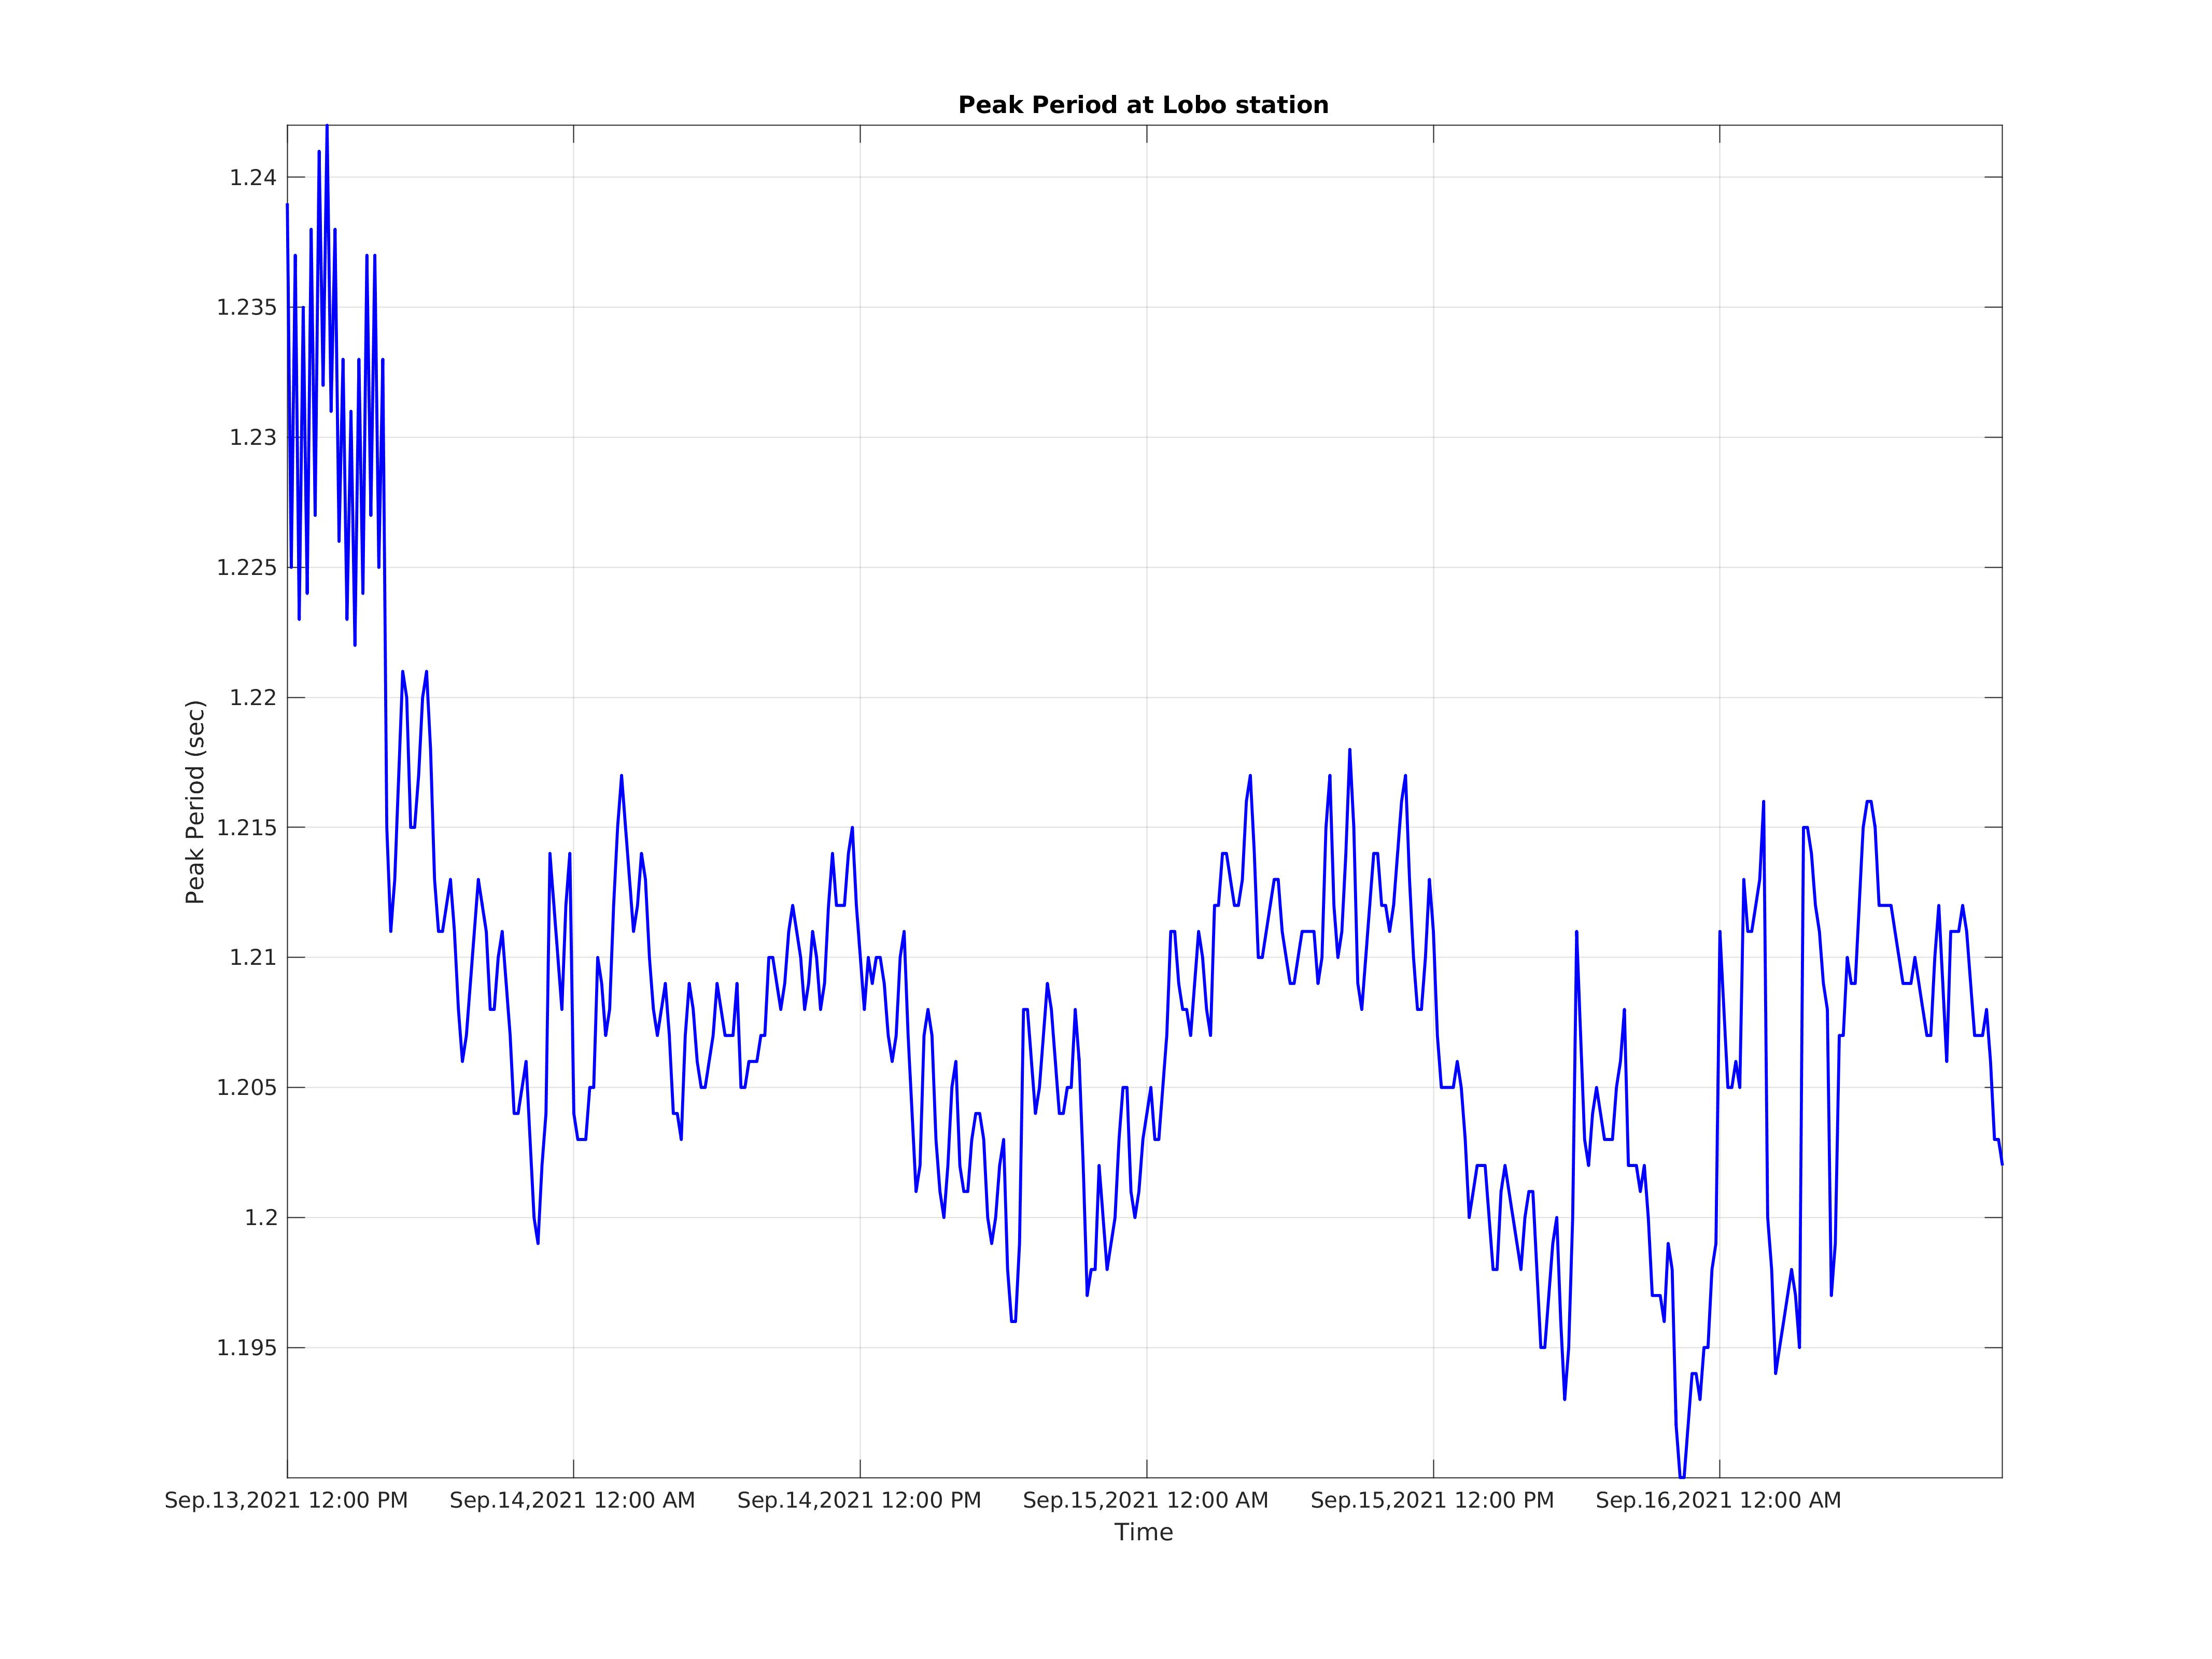 Peak Period at Lobo station
1.24
1.235
1.23
1.225
1.22
1.215
1.21
1.205
1.2
1.195
Peak Period (sec)
Sep.13,2021 12:00 PM Sep.14,2021 12:00 AM Sep.14,2021 12:00 PM Sep.15,2021 12:00 AM Sep.15,2021 12:00 PM Sep.16,2021 12:00 AM
Time